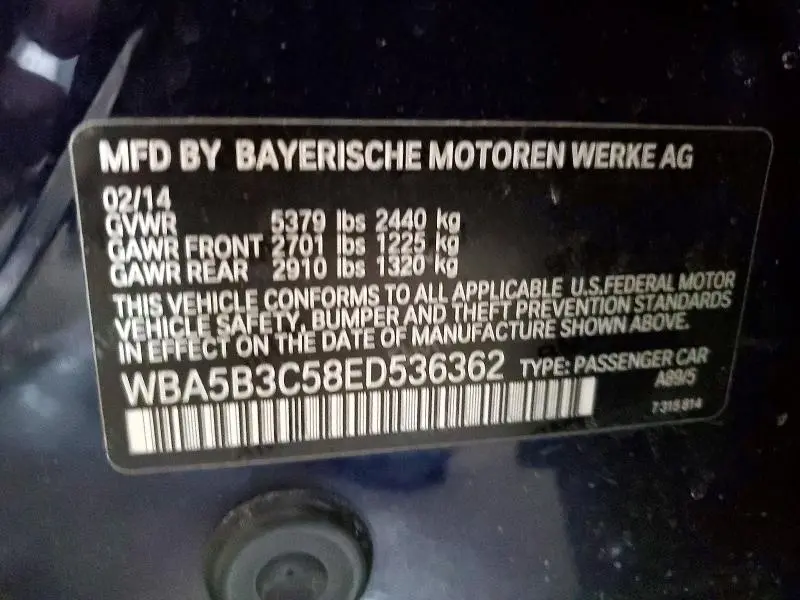 MFD BY BAYERISCHE MOTOREN WERKE AG
02/14
GVWR 5379 lbs 2440 kg
GAWR FRONT 2701 lbs 1225 kg
GAWR REAR 2910 lbs 1320 kg
THIS VEHICLE CONFORMS TO ALL APPLICABLE U.S.FEDERAL MOTOR
VEHICLE SAFETY, BUMPER AND THEFT PREVENTION STANDARDS
IN EFFECT ON THE DATE OF MANUFACTURE SHOWN ABOVE.
WBA5B3C58ED536362 TYPE: PASSENGER CAR
A89/5
7 315 814